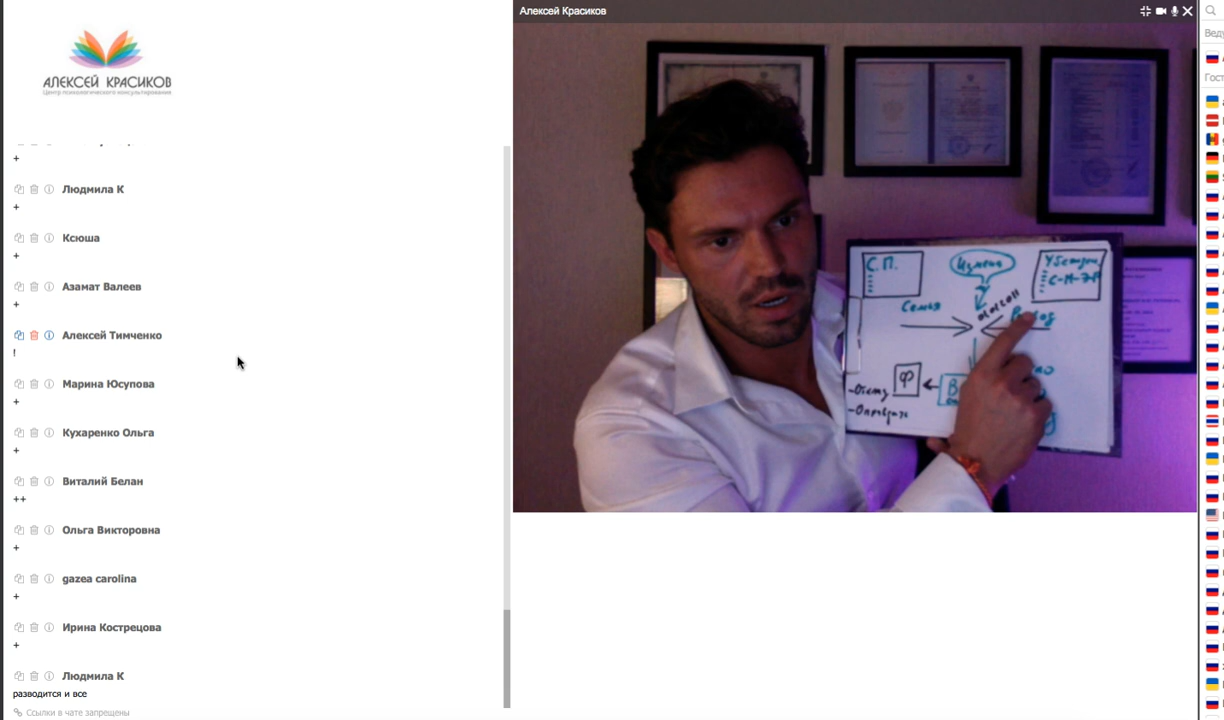 АЛЕКСЕЙ КРАСИКОВ
Центр психологического консультирования
+
Людмила К
+
Ксюша
+
Азамат Валеев
+
Алексей Тимченко
!
Марина Юсупова
+
Кухаренко Ольга
+
Виталий Белан
++
Ольга Викторовна
+
gazea carolina
+
Ирина Кострецова
+
Людмила К
разводится и все
Ссылки в чате запрещены
Алексей Красиков
С.П.
Измена
С-М-ЭР
Семья
Ф